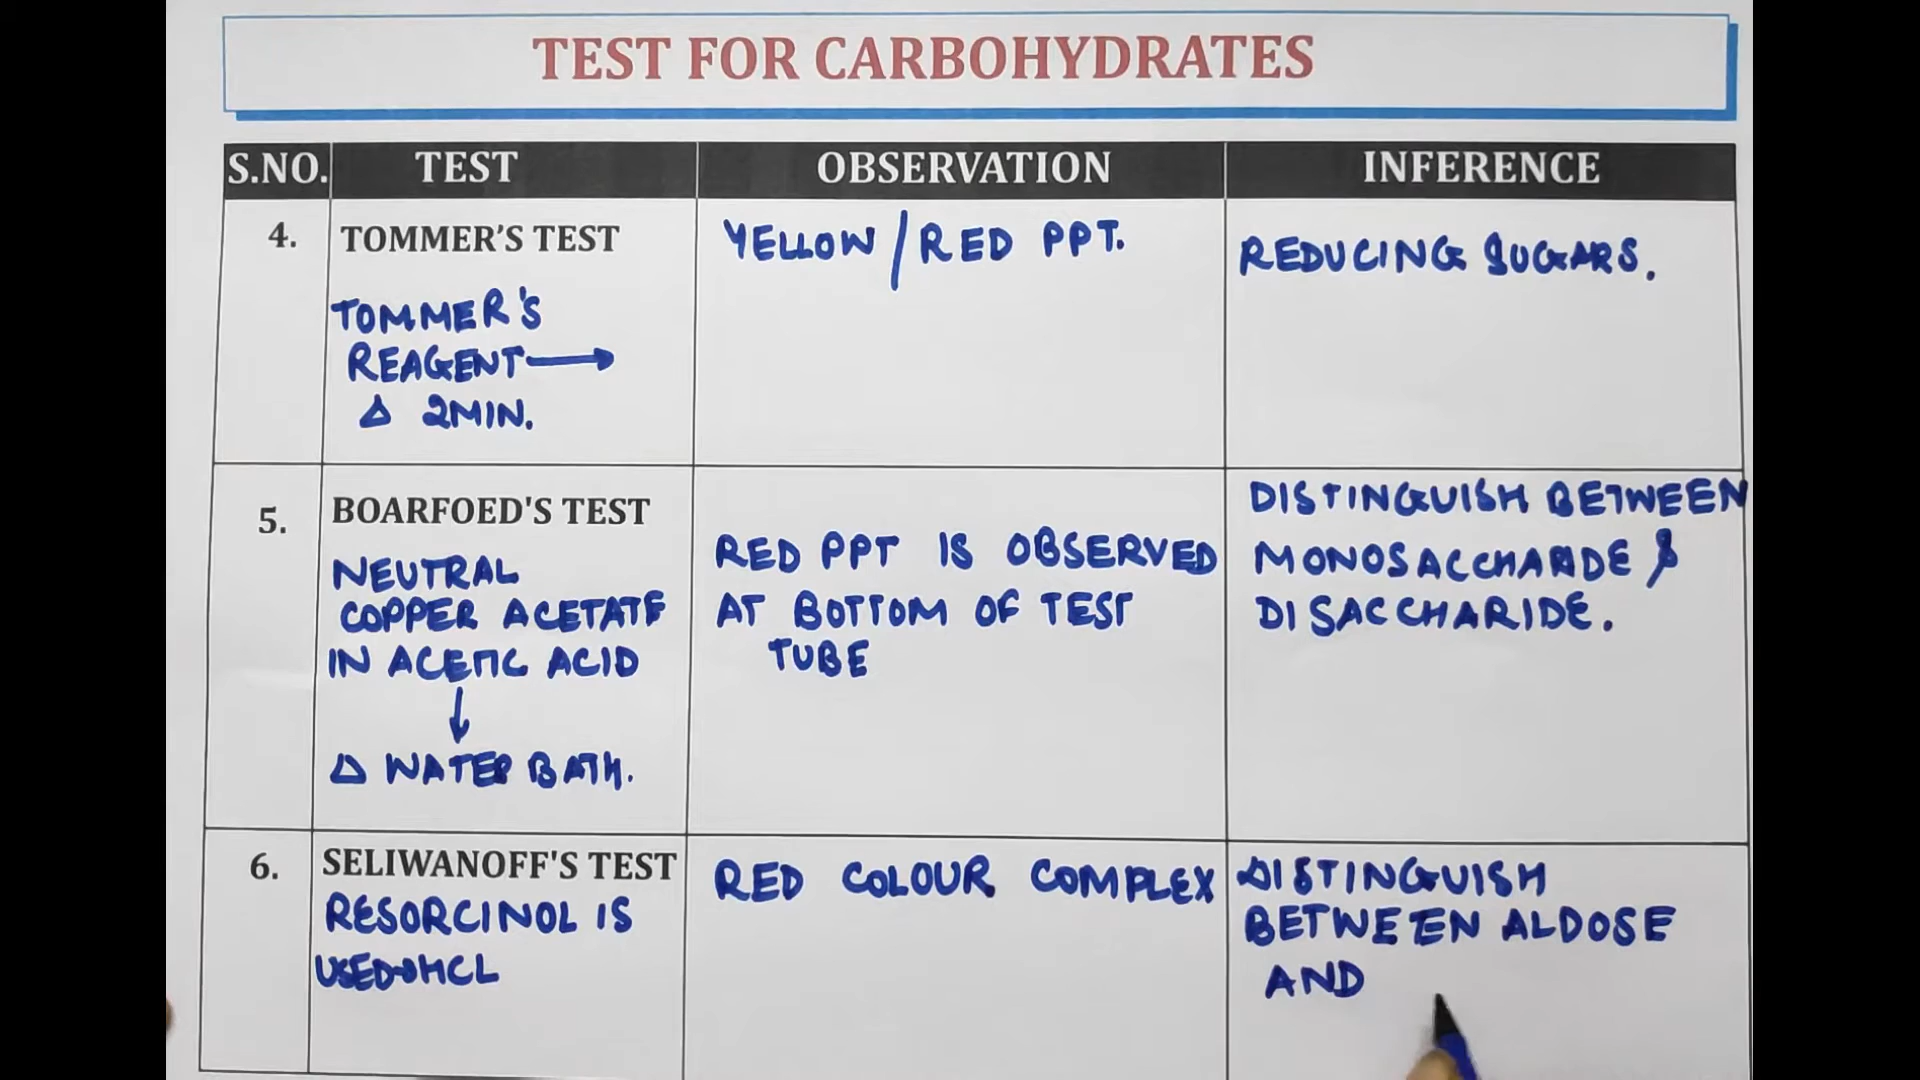 TEST FOR CARBOHYDRATES
S.NO. TEST OBSERVATION INFERENCE
4. TOMMER'S TEST
TOMMER'S
REAGENT →
Δ 2MIN.
YELLOW / RED PPT.
REDUCING SUGARS.
5. BOARFOED'S TEST
NEUTRAL
COPPER ACETATE
IN ACETIC ACID
↓
Δ WATER BATH.
RED PPT IS OBSERVED
AT BOTTOM OF TEST
TUBE
DISTINGUISH BETWEEN
MONOSACCHARIDE &
DISACCHARIDE.
6. SELIWANOFF'S TEST
RESORCINOL IS
USED→HCL
RED COLOUR COMPLEX
DISTINGUISH
BETWEEN ALDOSE
AND